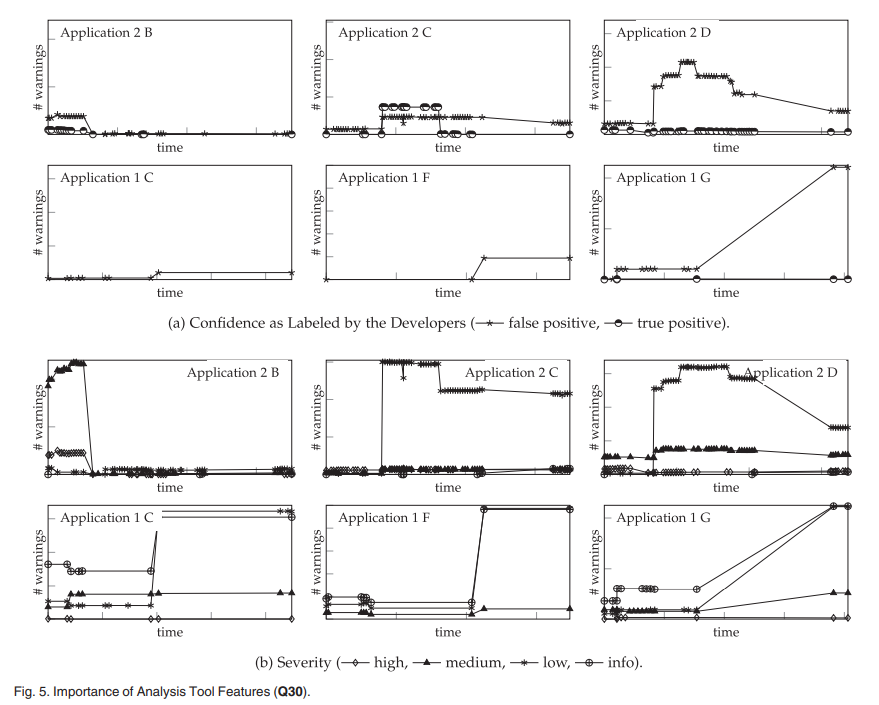 Application 2 B
# warnings
time
Application 2 C
# warnings
time
Application 2 D
# warnings
time
Application 1 C
# warnings
time
Application 1 F
# warnings
time
Application 1 G
# warnings
time
(a) Confidence as Labeled by the Developers ( false positive, true positive).
Application 2 B
# warnings
time
Application 2 C
# warnings
time
Application 2 D
# warnings
time
Application 1 C
# warnings
time
Application 1 F
# warnings
time
Application 1 G
# warnings
time
(b) Severity ( high, medium, low, info).
Fig. 5. Importance of Analysis Tool Features (Q30).